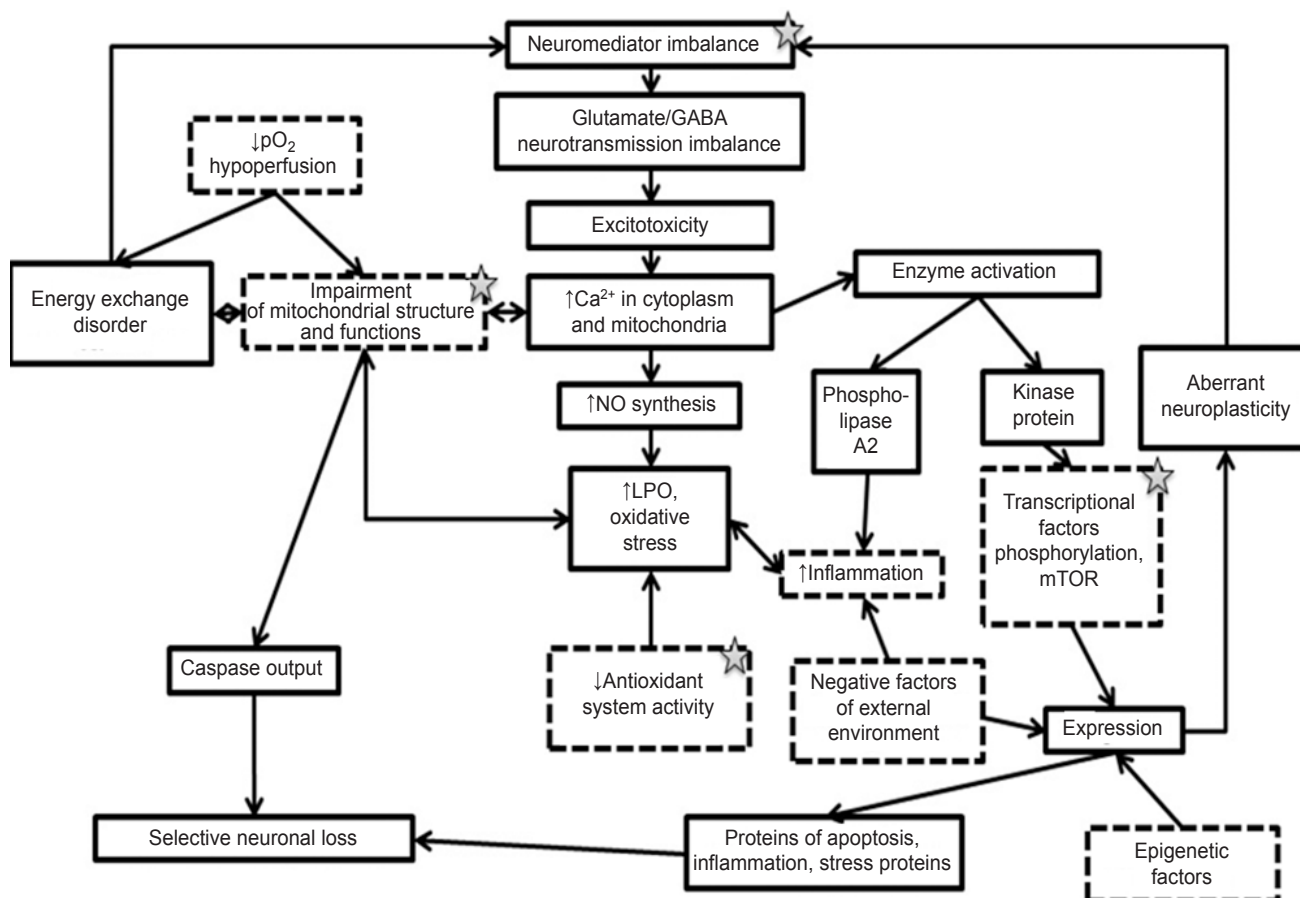 Neuromediator imbalance
Glutamate/GABA
neurotransmission imbalance
↓pO₂
hypoperfusion
Excitotoxicity
Enzyme activation
Energy exchange
disorder
Impairment
of mitochondrial structure
and functions
↑Ca²⁺ in cytoplasm
and mitochondria
↑NO synthesis
Phospho-
lipase
A2
Kinase
protein
Aberrant
neuroplasticity
↑LPO,
oxidative
stress
Transcriptional
factors
phosphorylation,
mTOR
↑Inflammation
Caspase output
↓Antioxidant
system activity
Negative factors
of external
environment
Expression
Selective neuronal loss
Proteins of apoptosis,
inflammation, stress proteins
Epigenetic
factors